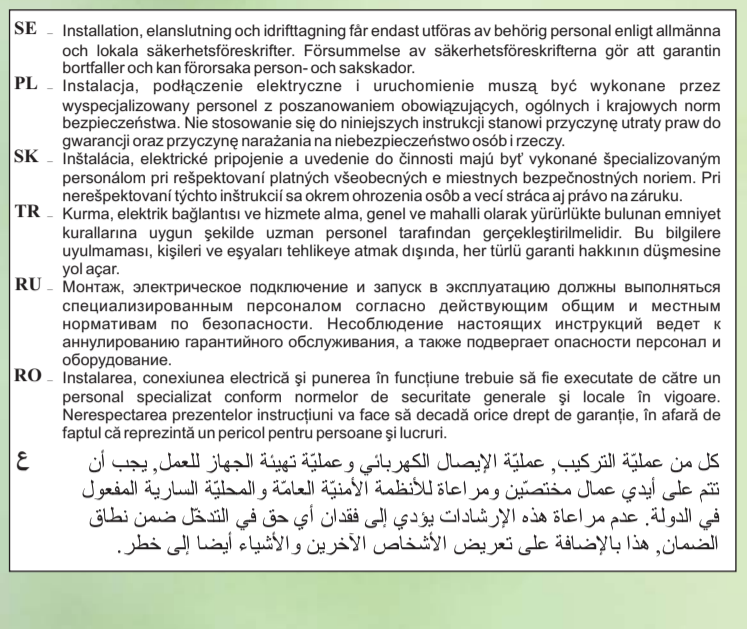 SE - Installation, elanslutning och idrifttagning får endast utföras av behörig personal enligt allmänna
och lokala säkerhetsföreskrifter. Försummelse av säkerhetsföreskrifterna gör att garantin
bortfaller och kan förorsaka person- och sakskador.
PL - Instalacja, podłączenie elektryczne i uruchomienie muszą być wykonane przez
wyspecjalizowany personel z poszanowaniem obowiązujących, ogólnych i krajowych norm
bezpieczeństwa. Nie stosowanie się do niniejszych instrukcji stanowi przyczynę utraty praw do
gwarancji oraz przyczynę narażania na niebezpieczeństwo osób i rzeczy.
SK - Inštalácia, elektrické pripojenie a uvedenie do činnosti majú byť vykonané špecializovaným
personálom pri rešpektovaní platných všeobecných e miestnych bezpečnostných noriem. Pri
nerešpektovaní týchto inštrukcií sa okrem ohrozenia osôb a vecí stráca aj právo na záruku.
TR - Kurma, elektrik bağlantısı ve hizmete alma, genel ve mahalli olarak yürürlükte bulunan emniyet
kurallarına uygun şekilde uzman personel tarafından gerçekleştirilmelidir. Bu bilgilere
uyulmaması, kişileri ve eşyaları tehlikeye atmak dışında, her türlü garanti hakkının düşmesine
yol açar.
RU - Монтаж, электрическое подключение и запуск в эксплуатацию должны выполняться
специализированным персоналом согласно действующим общим и местным
нормативам по безопасности. Несоблюдение настоящих инструкций ведет к
аннулированию гарантийного обслуживания, а также подвергает опасности персонал и
оборудование.
RO - Instalarea, conexiunea electrică şi punerea în funcţiune trebuie să fie executate de către un
personal specializat conform normelor de securitate generale şi locale în vigoare.
Nerespectarea prezentelor instrucţiuni va face să decadă orice drept de garanţie, în afară de
faptul că reprezintă un pericol pentru persoane şi lucruri.
ع كل من عمليّة التركيب, عمليّة الإيصال الكهربائي وعمليّة تهيئة الجهاز للعمل, يجب أن
تتم على أيدي عمال مختصّين ومراعاة للأنظمة الأمنيّة العامّة والمحليّة السارية المفعول
في الدولة. عدم مراعاة هذه الإرشادات يؤدي إلى فقدان أي حق في التدخّل ضمن نطاق
الضمان, هذا بالإضافة على تعريض الأشخاص الآخرين والأشياء أيضا إلى خطر.